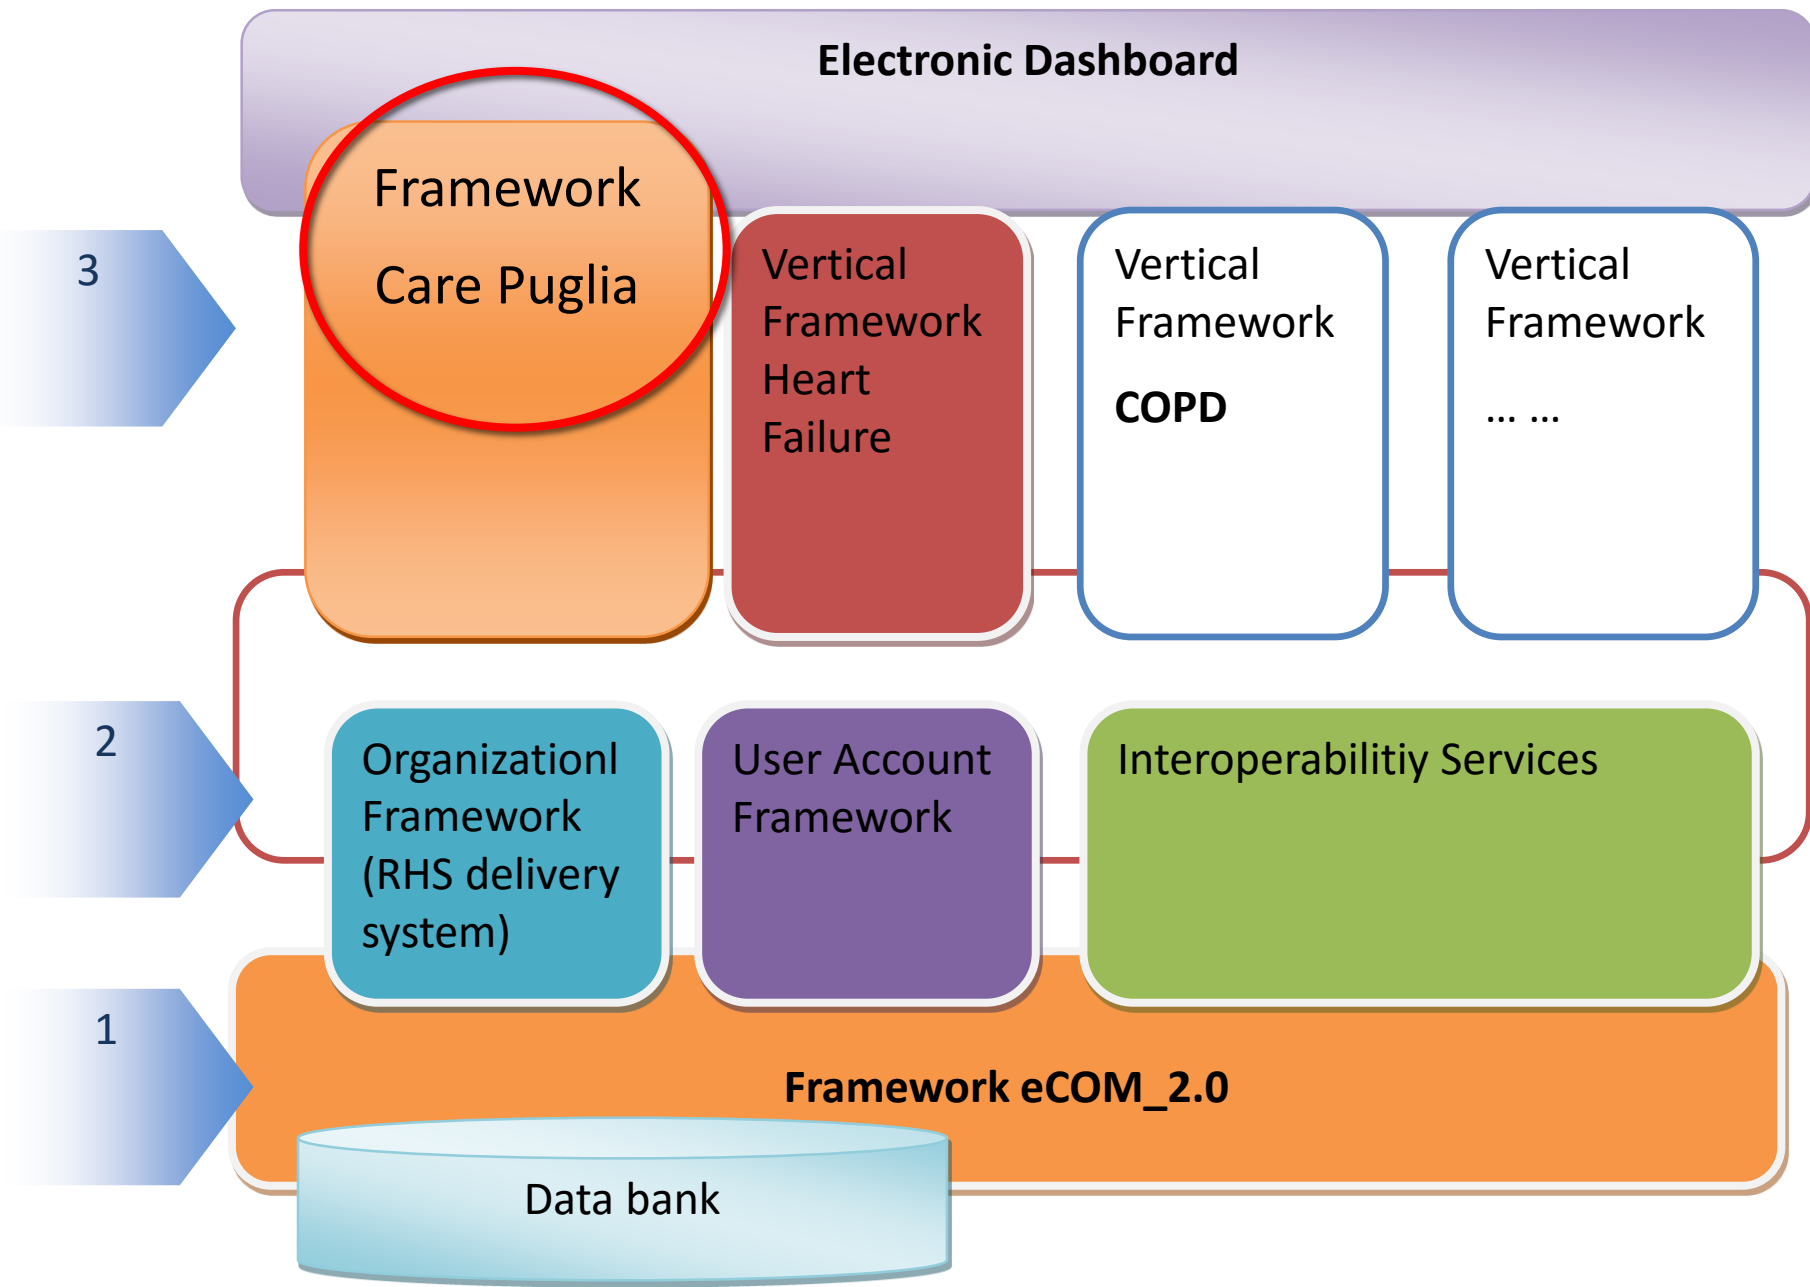 Electronic Dashboard
Framework
Care Puglia
3
Vertical
Framework
Heart
Failure
Vertical
Framework
COPD
Vertical
Framework
... ...
2
Organizationl
Framework
(RHS delivery
system)
User Account
Framework
Interoperabilitiy Services
1
Framework eCOM_2.0
Data bank